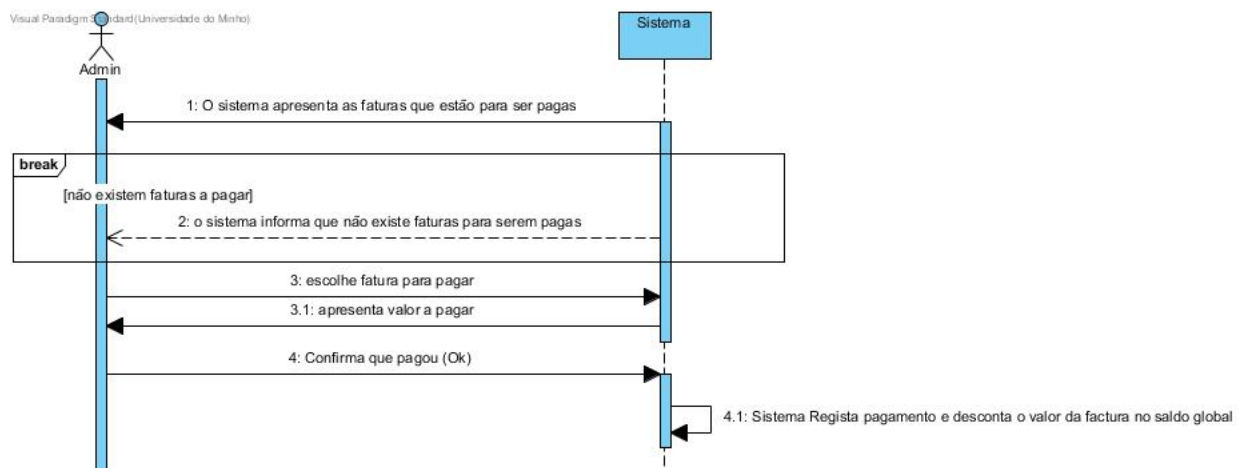 Visual Paradigm Standard(Universidade do Minho)
Sistema
Admin
1: O sistema apresenta as faturas que estão para ser pagas
break
[não existem faturas a pagar]
2: o sistema informa que não existe faturas para serem pagas
3: escolhe fatura para pagar
3.1: apresenta valor a pagar
4: Confirma que pagou (Ok)
4.1: Sistema Regista pagamento e desconta o valor da factura no saldo global